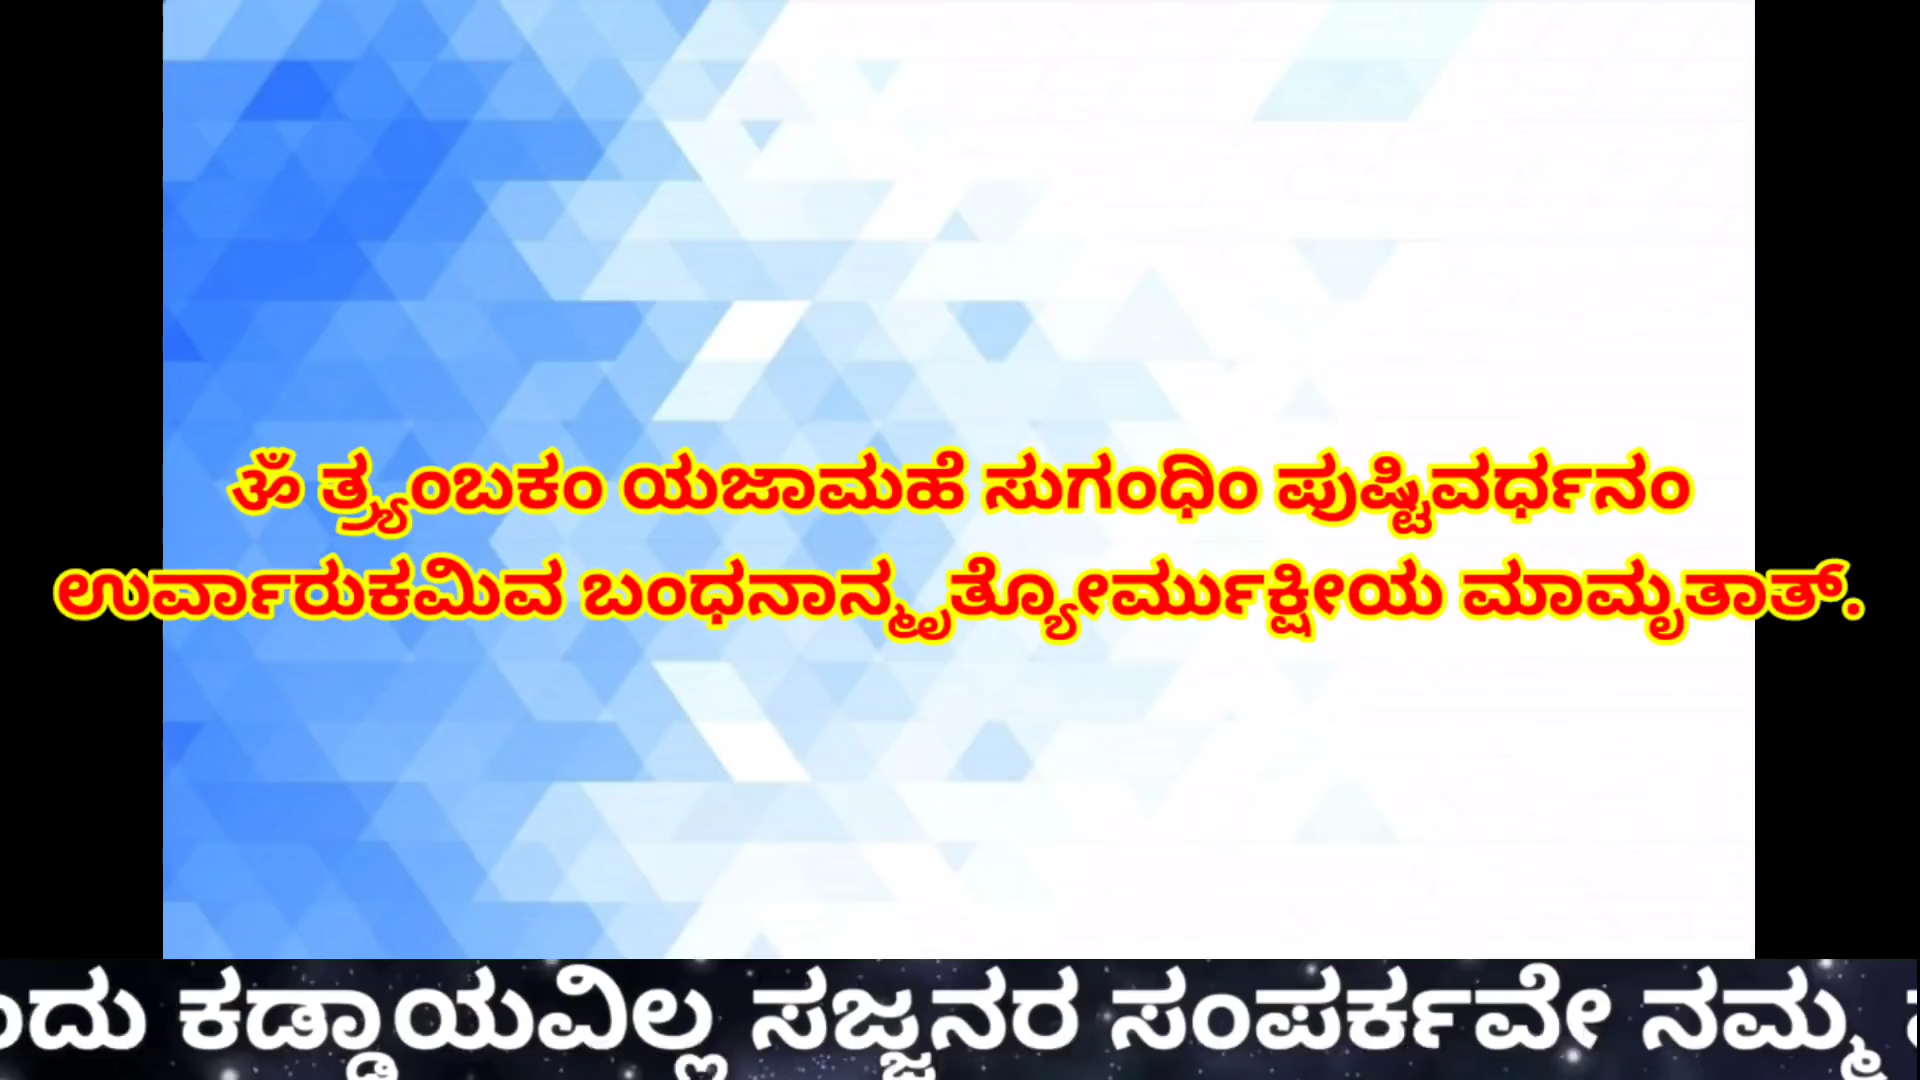 ॐ ತ್ರ್ಯಂಬಕಂ ಯಜಾಮಹೆ ಸುಗಂಧಿಂ ಪುಷ್ಟಿವರ್ಧನಂ
ಉರ್ವಾರುಕಮಿವ ಬಂಧನಾನ್ಮೃತ್ಯೋರ್ಮುಕ್ಷೀಯ ಮಾಮೃತಾತ್.
ಕಡ್ಡಾಯವಿಲ್ಲ ಸಜ್ಜನರ ಸಂಪರ್ಕವೇ ನಮ್ಮ